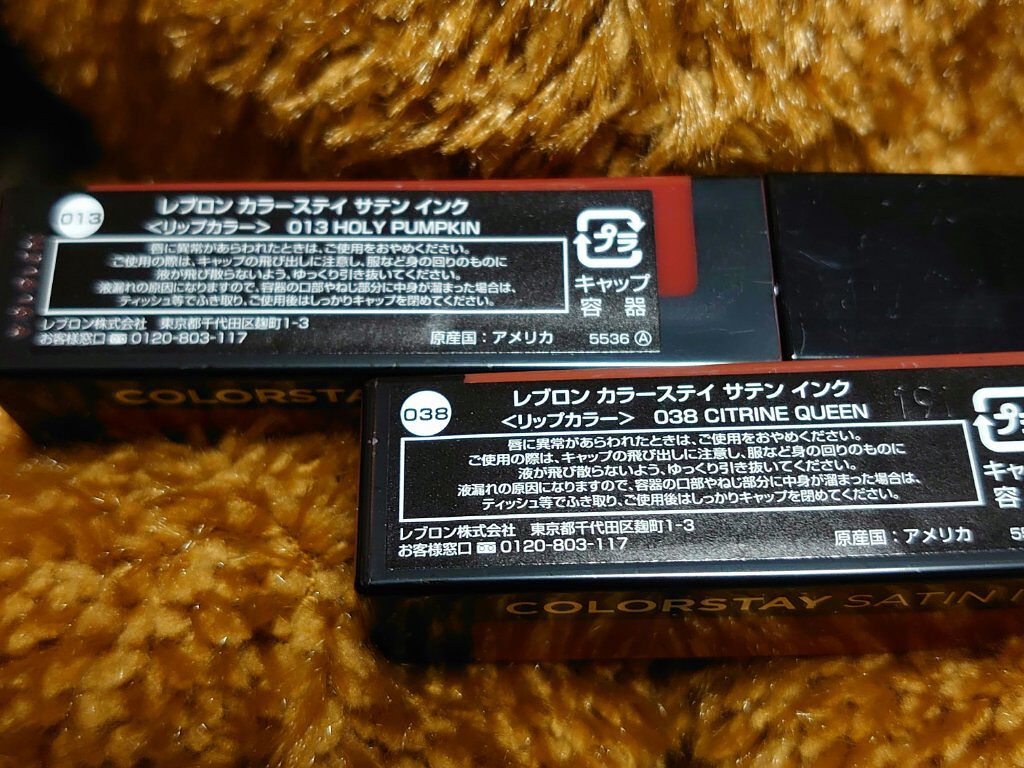 013
レブロン カラーステイ サテン インク
<リップカラー> 013 HOLY PUMPKIN
唇に異常があらわれたときは、ご使用をおやめください。
ご使用の際は、キャップの飛び出しに注意し、服など身の回りのものに
液が飛び散らないよう、ゆっくり引き抜いてください。
液漏れの原因になりますので、容器の口部やねじ部分に中身が溜まった場合は、
ティッシュ等でふき取り、ご使用後はしっかりキャップを閉めてください。
レブロン株式会社 東京都千代田区麹町1-3
お客様窓口 0120-803-117
原産国:アメリカ
5536 Ⓐ
プラ
キャップ
容器
COLORSTA
038
レブロン カラーステイ サテン インク
<リップカラー> 038 CITRINE QUEEN
191
唇に異常があらわれたときは、ご使用をおやめください。
ご使用の際は、キャップの飛び出しに注意し、服など身の回りのものに
液が飛び散らないよう、ゆっくり引き抜いてください。
液漏れの原因になりますので、容器の口部やねじ部分に中身が溜まった場合は、
ティッシュ等でふき取り、ご使用後はしっかりキャップを閉めてください。
レブロン株式会社 東京都千代田区麹町1-3
お客様窓口 0120-803-117
原産国:アメリカ
55
プラ
キャ
容
COLORSTAY SATIN I